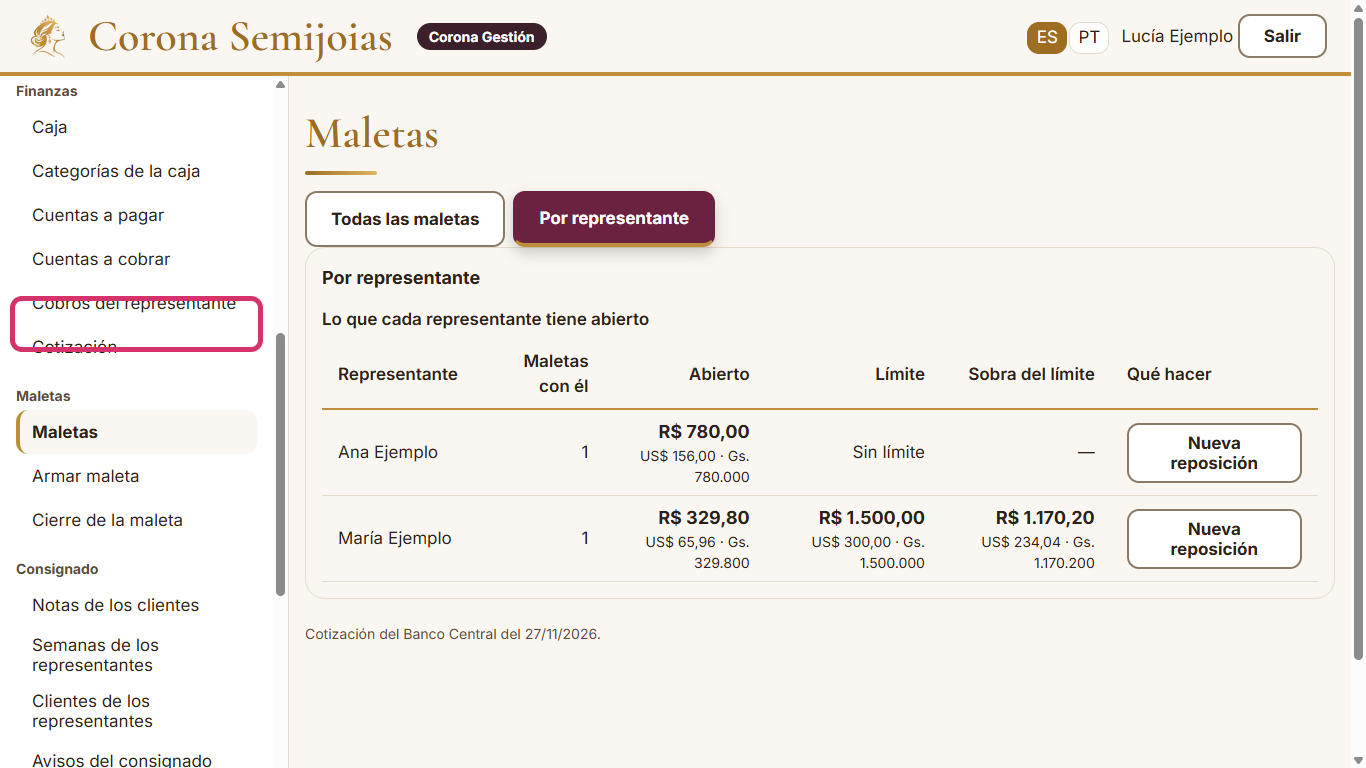 Corona Semijoias
Corona Gestión
ES
PT
Lucía Ejemplo
Salir
Finanzas
Caja
Categorías de la caja
Cuentas a pagar
Cuentas a cobrar
Cobros del representante
Cotización
Maletas
Maletas
Armar maleta
Cierre de la maleta
Consignado
Notas de los clientes
Semanas de los
representantes
Clientes de los
representantes
Avisos del consignado
Maletas
Todas las maletas
Por representante
Por representante
Lo que cada representante tiene abierto
Representante
Maletas
con él
Abierto
Límite
Sobra del límite
Qué hacer
Ana Ejemplo
1
R$ 780,00
US$ 156,00 · Gs.
780.000
Sin límite
—
Nueva
reposición
María Ejemplo
1
R$ 329,80
US$ 65,96 · Gs.
329.800
R$ 1.500,00
US$ 300,00 · Gs.
1.500.000
R$ 1.170,20
US$ 234,04 · Gs.
1.170.200
Nueva
reposición
Cotización del Banco Central del 27/11/2026.